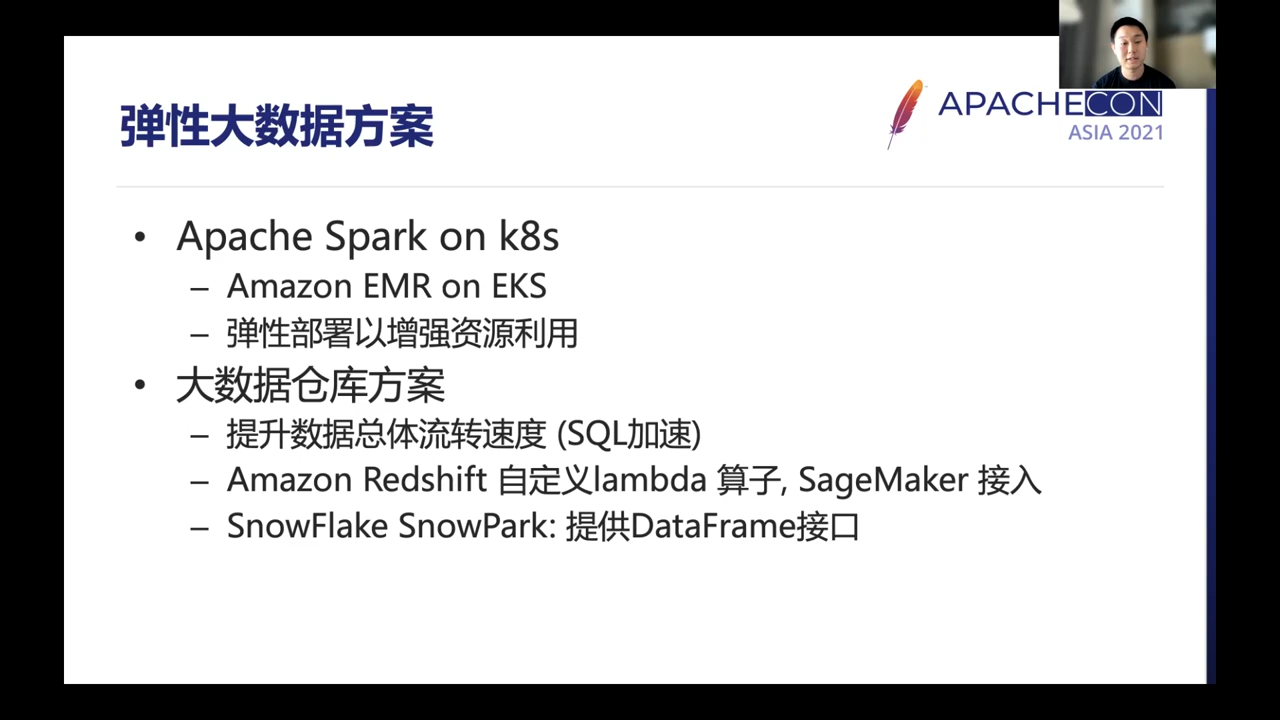 弹性大数据方案
APACHECON
ASIA 2021
• Apache Spark on k8s
– Amazon EMR on EKS
– 弹性部署以增强资源利用
• 大数据仓库方案
– 提升数据总体流转速度 (SQL加速)
– Amazon Redshift 自定义lambda 算子, SageMaker 接入
– SnowFlake SnowPark: 提供DataFrame接口